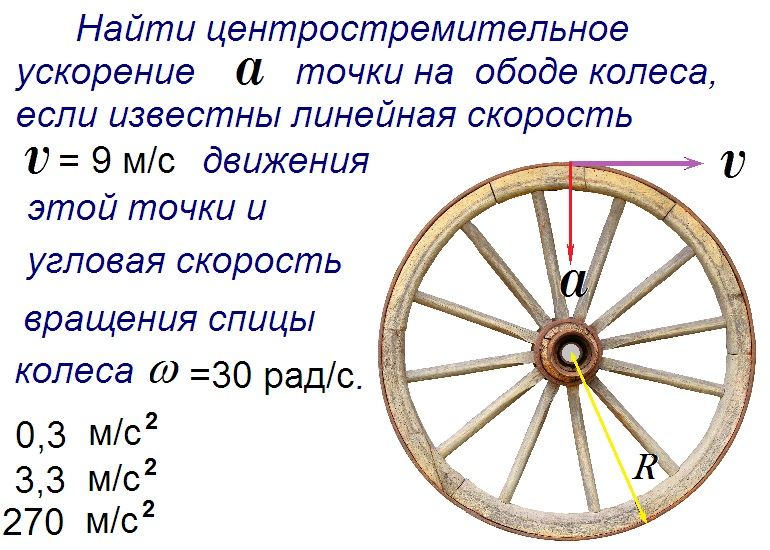 Найти центростремительное
ускорение a точки на ободе колеса,
если известны линейная скорость
v = 9 м/с движения
v
этой точки и
угловая скорость
a
вращения спицы
колеса ω =30 рад/с.
0,3 м/с²
3,3 м/с²
R
270 м/с²